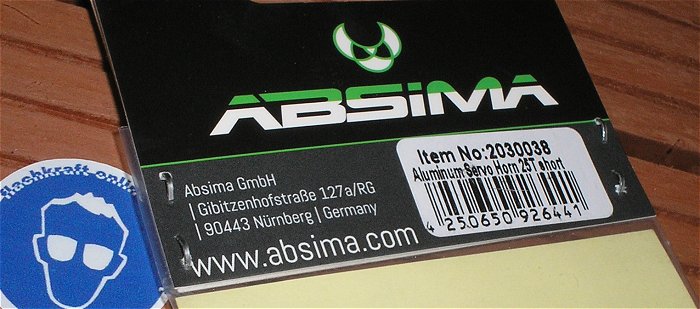 ABSiMA
Item No:2030038
Aluminum Servo Horn 25T short
4 250650 926441
Absima GmbH
| Gibitzenhofstraße 127a/RG
| 90443 Nürnberg | Germany
www.absima.com
fachkraft online